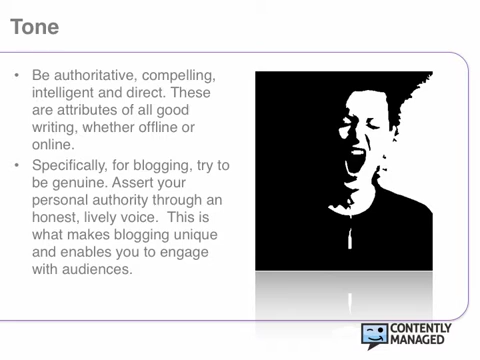 Tone
• Be authoritative, compelling,
intelligent and direct. These
are attributes of all good
writing, whether offline or
online.
• Specifically, for blogging, try to
be genuine. Assert your
personal authority through an
honest, lively voice.  This is
what makes blogging unique
and enables you to engage
with audiences.
CONTENTLY
MANAGED